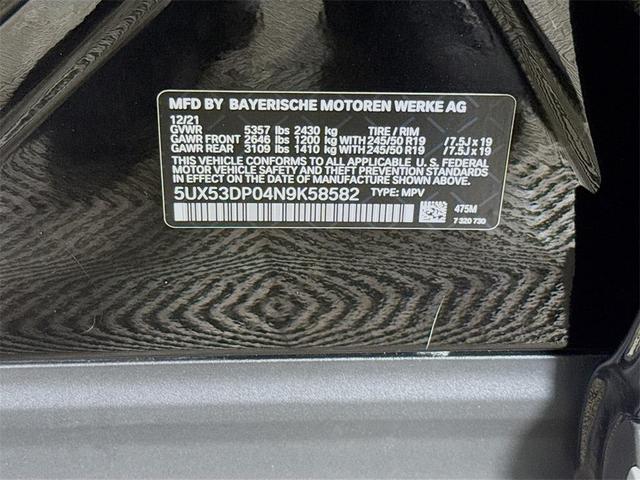 MFD BY BAYERISCHE MOTOREN WERKE AG
12/21
GVWR 5357 lbs 2430 kg TIRE / RIM
GAWR FRONT 2646 lbs 1200 kg WITH 245/50 R19 /7.5J x 19
GAWR REAR 3109 lbs 1410 kg WITH 245/50 R19 /7.5J x 19
THIS VEHICLE CONFORMS TO ALL APPLICABLE U. S. FEDERAL
MOTOR VEHICLE SAFETY AND THEFT PREVENTION STANDARDS
IN EFFECT ON THE DATE OF MANUFACTURE SHOWN ABOVE.
5UX53DP04N9K58582 TYPE: MPV
475M
7 320 730